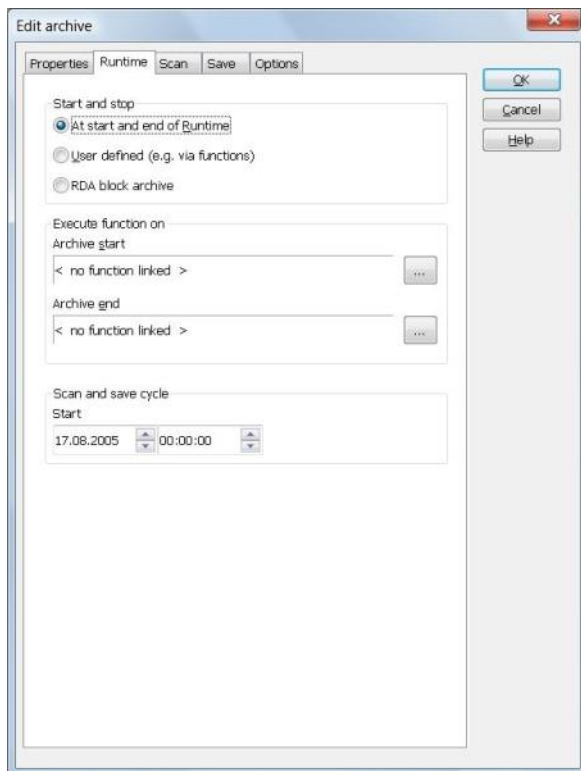 Edit archive
Properties Runtime Scan Save Options
OK
Cancel
Help
Start and stop
At start and end of Runtime
User defined (e.g. via functions)
RDA block archive
Execute function on
Archive start
< no function linked >
...
Archive end
< no function linked >
...
Scan and save cycle
Start
17.08.2005 00:00:00